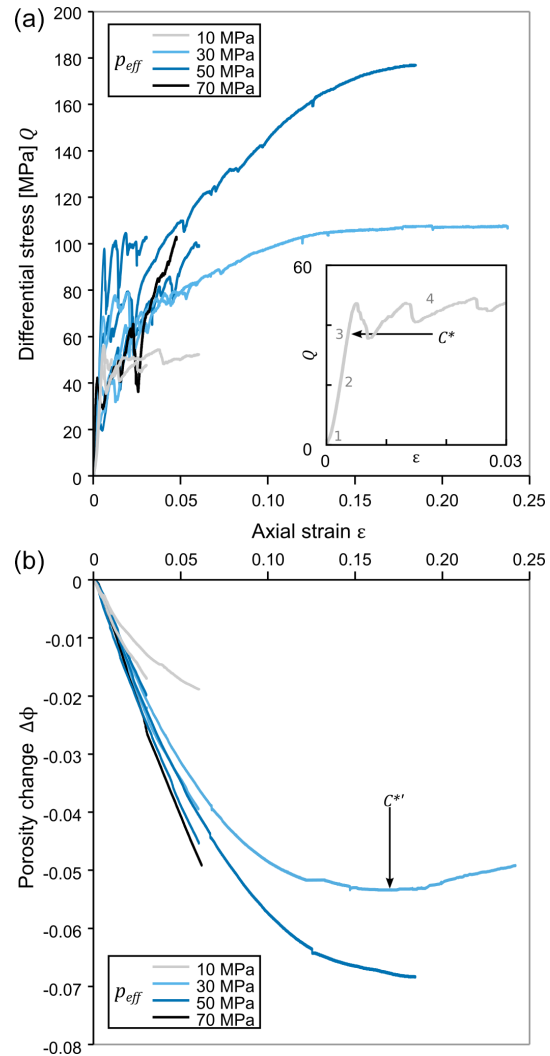 (a)
200
180
160
140
120
100
80
60
40
20
0
Differential stress [MPa] Q
p_eff
10 MPa
30 MPa
50 MPa
70 MPa
60
Q
0
1
2
3
4
C*
0
ε
0.03
0
0.05
0.10
0.15
0.20
0.25
Axial strain ε
(b)
0
0.05
0.10
0.15
0.20
0.25
0
-0.01
-0.02
-0.03
-0.04
-0.05
-0.06
-0.07
-0.08
Porosity change Δϕ
C*'
p_eff
10 MPa
30 MPa
50 MPa
70 MPa